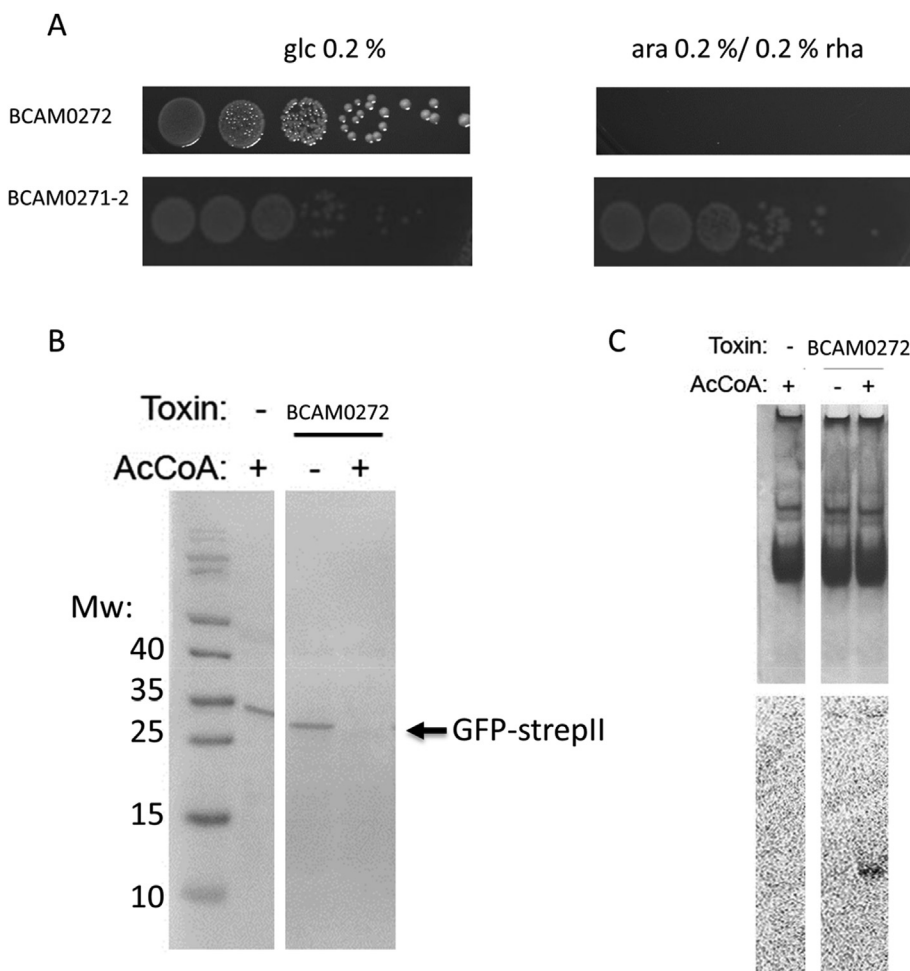 A
glc 0.2 %
ara 0.2 %/ 0.2 % rha
BCAM0272
BCAM0271-2
B
C
Toxin: - BCAM0272
AcCoA: + - +
Toxin: - BCAM0272
AcCoA: + - +
Mw:
40
35
25
15
10
GFP-strepII